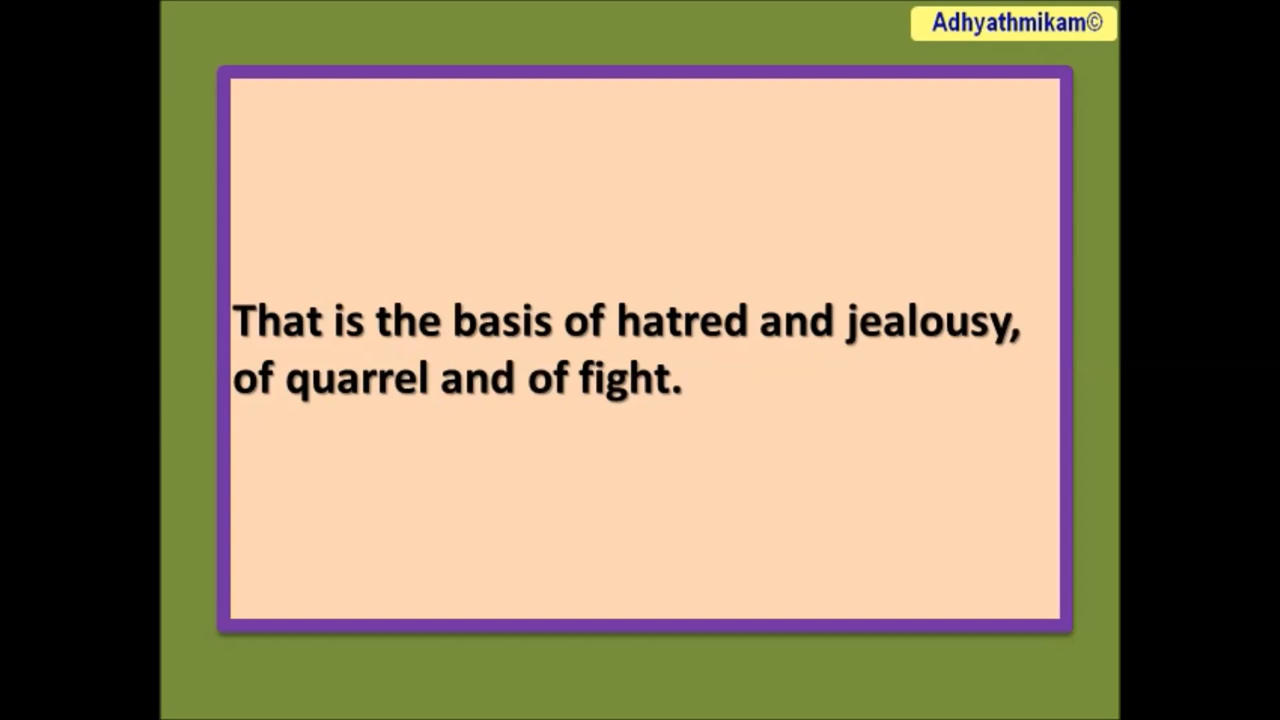 Adhyathmikam©
That is the basis of hatred and jealousy,
of quarrel and of fight.